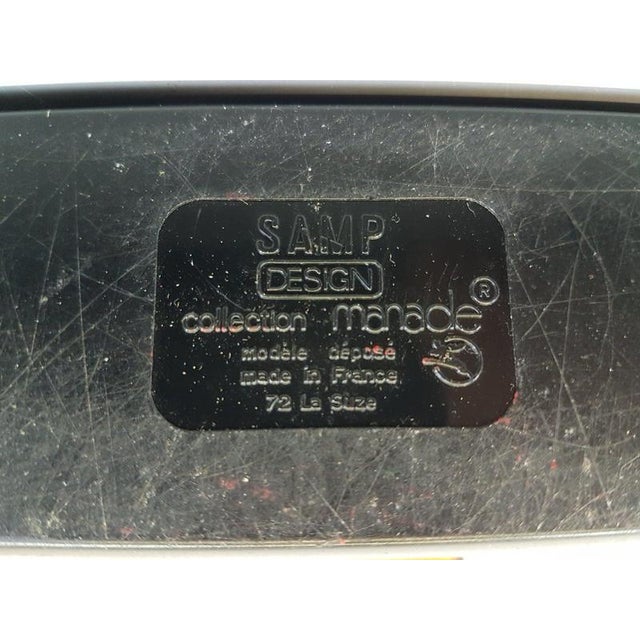 SAMP
DESIGN
collection manade®
modèle déposé
made in France
72 La Suze